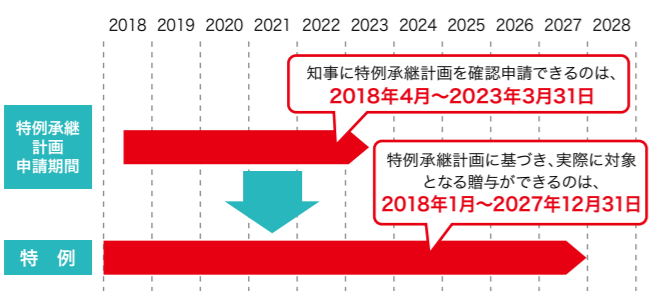 2018 2019 2020 2021 2022 2023 2024 2025 2026 2027 2028
知事に特例承継計画を確認申請できるのは、
2018年4月〜2023年3月31日
特例承継
計画
申請期間
特例承継計画に基づき、実際に対象
となる贈与ができるのは、
2018年1月〜2027年12月31日
特 例